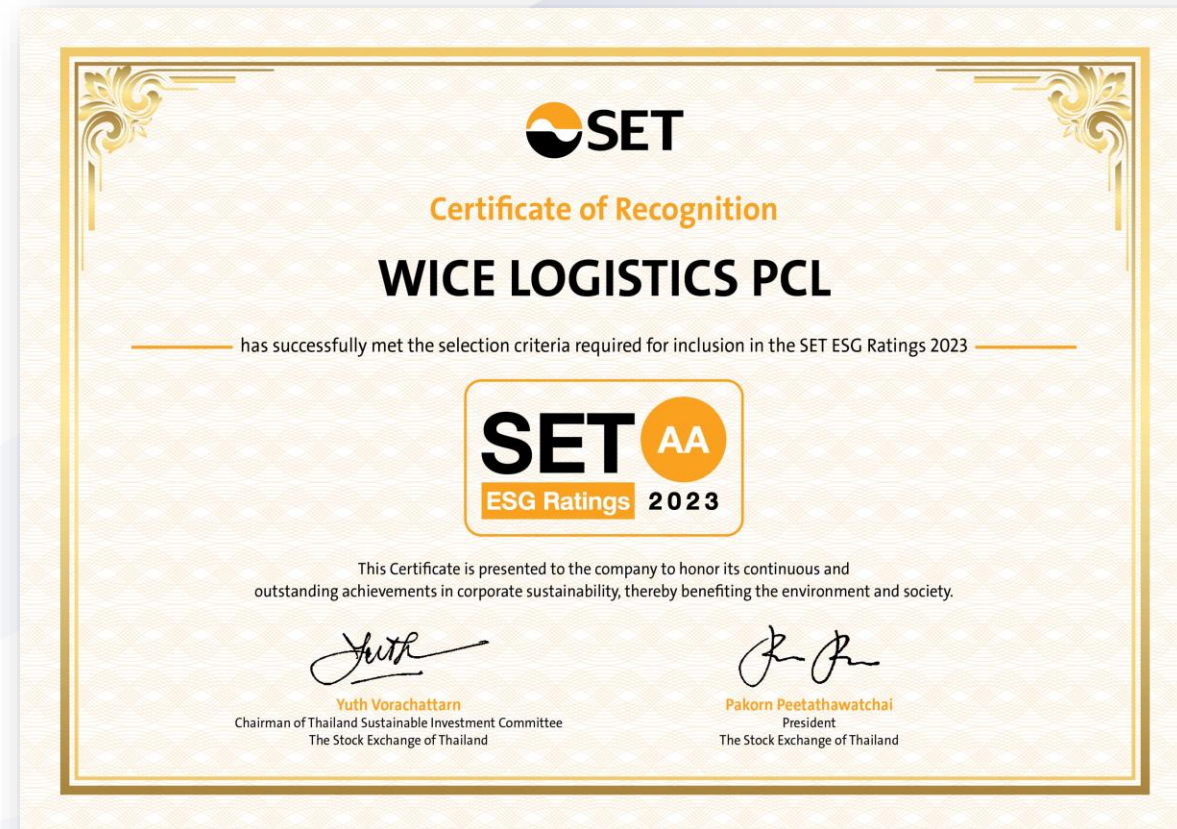 SET
Certificate of Recognition
WICE LOGISTICS PCL
has successfully met the selection criteria required for inclusion in the SET ESG Ratings 2023
SET AA
ESG Ratings 2023
This Certificate is presented to the company to honor its continuous and
outstanding achievements in corporate sustainability, thereby benefiting the environment and society.
Yuth
Yuth Vorachattarn
Chairman of Thailand Sustainable Investment Committee
The Stock Exchange of Thailand
Pakorn Peetathawatchai
President
The Stock Exchange of Thailand